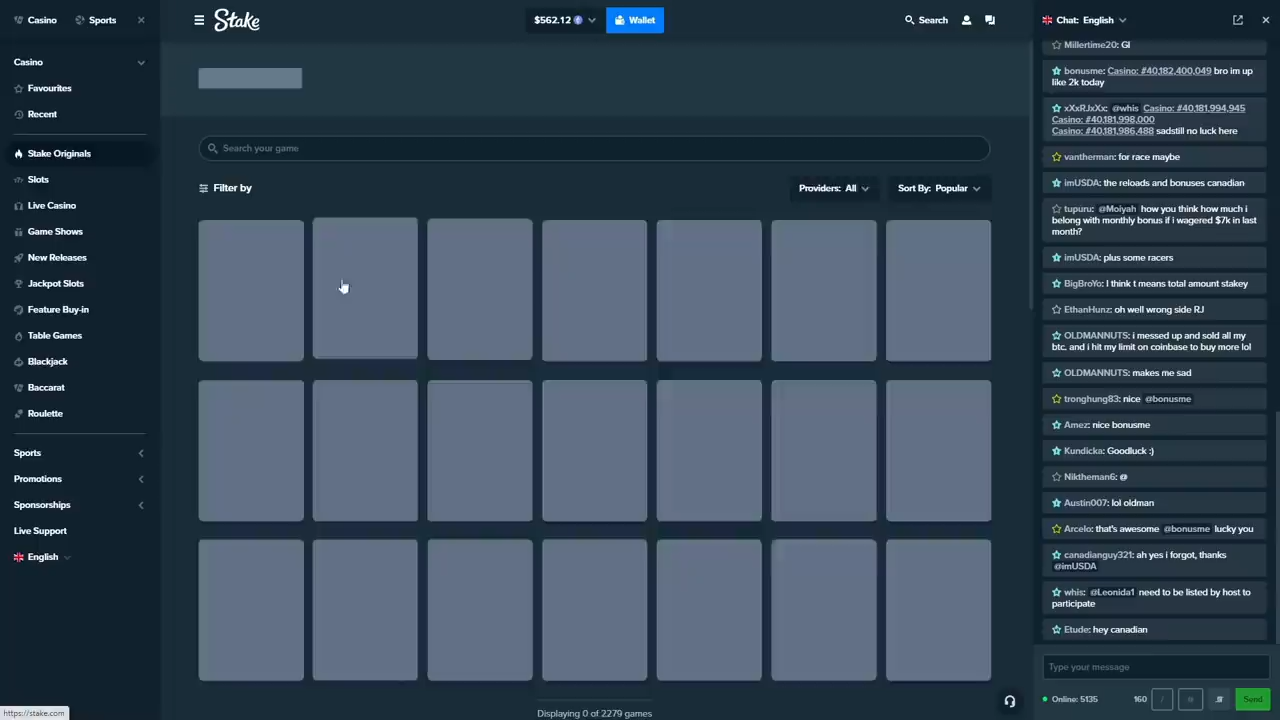 Casino
Sports
Stake
$562.12
Wallet
Search
Chat: English
Casino
Favourites
Recent
Stake Originals
Slots
Live Casino
Game Shows
New Releases
Jackpot Slots
Feature Buy-in
Table Games
Blackjack
Baccarat
Roulette
Sports
Promotions
Sponsorships
Live Support
English
https://stake.com
Search your game
Filter by
Providers: All
Sort By: Popular
Displaying 0 of 2279 games
Millertime20: Gl
bonusme: Casino: #40,182,400,049 bro im up
like 2k today
xXxRJxXx: @whis Casino: #40,181,994,945
Casino: #40,181,998,000
Casino: #40,181,986,488 sadstill no luck here
vantherman: for race maybe
imUSDA: the reloads and bonuses canadian
tupuru: @Moiyah how you think how much i
belong with monthly bonus if i wagered $7k in last
month?
imUSDA: plus some racers
BigBroYo: I think t means total amount stakey
EthanHunz: oh well wrong side RJ
OLDMANNUTS: i messed up and sold all my
btc. and i hit my limit on coinbase to buy more lol
OLDMANNUTS: makes me sad
tronghung83: nice @bonusme
Amez: nice bonusme
Kundicka: Goodluck :)
Niktheman6: @
Austin007: lol oldman
Arcelo: that's awesome @bonusme lucky you
canadianguy321: ah yes i forgot, thanks
@imUSDA
whis: @Leonida1 need to be listed by host to
participate
Etude: hey canadian
Type your message
Online: 5135
160
/
@
Send